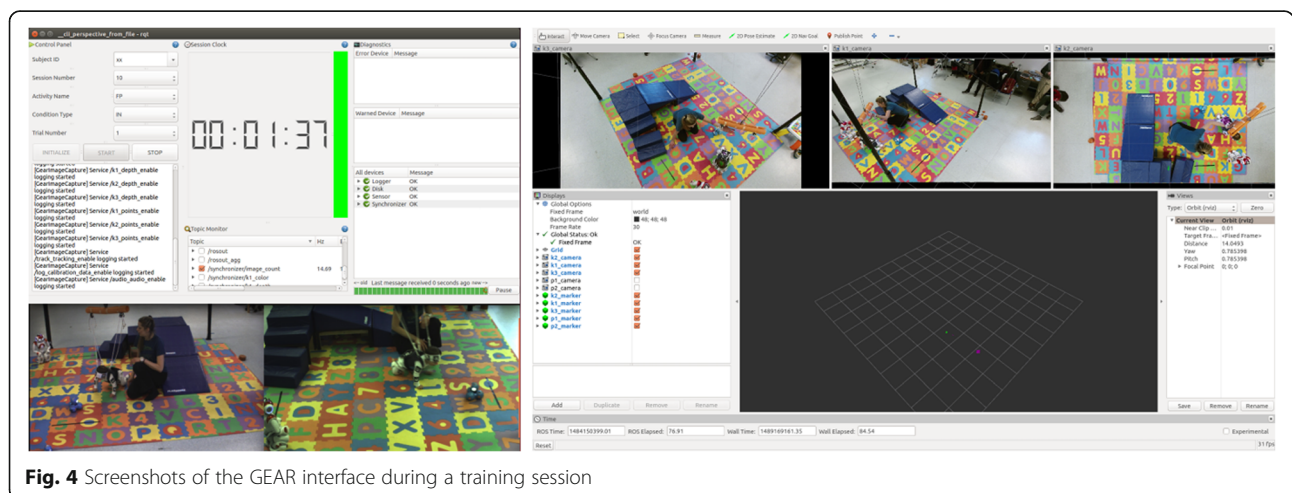 __cli_perspective_from_file - rqt
Control Panel
Subject ID xx
Session Number 10
Activity Name FP
Condition Type IN
Trial Number 1
INITIALIZE START STOP
logging started
[GearImageCapture] Service /k1_depth_enable
logging started
[GearImageCapture] Service /k2_depth_enable
logging started
[GearImageCapture] Service /k3_depth_enable
logging started
[GearImageCapture] Service /k1_points_enable
logging started
[GearImageCapture] Service /k2_points_enable
logging started
[GearImageCapture] Service /k3_points_enable
logging started
[GearImageCapture] Service
/track_tracking_enable logging started
[GearImageCapture] Service
/log_calibration_data_enable logging started
[GearImageCapture] Service /audio_audio_enable
logging started
Session Clock
00:01:37
Topic Monitor
Topic Hz
/rosout
/rosout_agg
/synchronizer/image_count 14.69
/synchronizer/k1_color
Diagnostics
Error Device Message
Warned Device Message
All devices Message
Logger OK
Disk OK
Sensor OK
Synchronizer OK
Last message received 0 seconds ago
Pause
Interact Move Camera Select Focus Camera Measure 2D Pose Estimate 2D Nav Goal Publish Point
k3_camera
k1_camera
k2_camera
Displays
Global Options
Fixed Frame world
Background Color 48; 48; 48
Frame Rate 30
Global Status: Ok
Fixed Frame OK
Grid
k2_camera
k1_camera
k3_camera
p1_camera
p2_camera
k2_marker
k1_marker
k3_marker
p1_marker
p2_marker
Add Duplicate Remove Rename
Views
Type: Orbit (rviz) Zero
Current View Orbit (rviz)
Near Clip ... 0.01
Target Fra... <Fixed Frame>
Distance 14.0493
Yaw 0.785398
Pitch 0.785398
Focal Point 0; 0; 0
Save Remove Rename
Time
ROS Time: 1484150399.01 ROS Elapsed: 76.91 Wall Time: 1489169161.35 Wall Elapsed: 84.54 Experimental
Reset 31 fps
Fig. 4 Screenshots of the GEAR interface during a training session